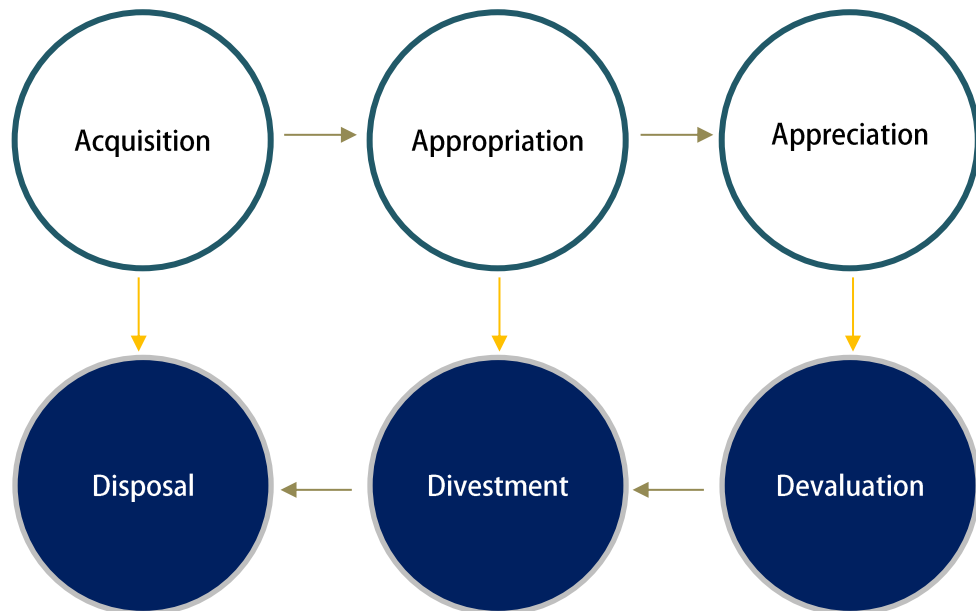 Acquisition
Appropriation
Appreciation
Disposal
Divestment
Devaluation